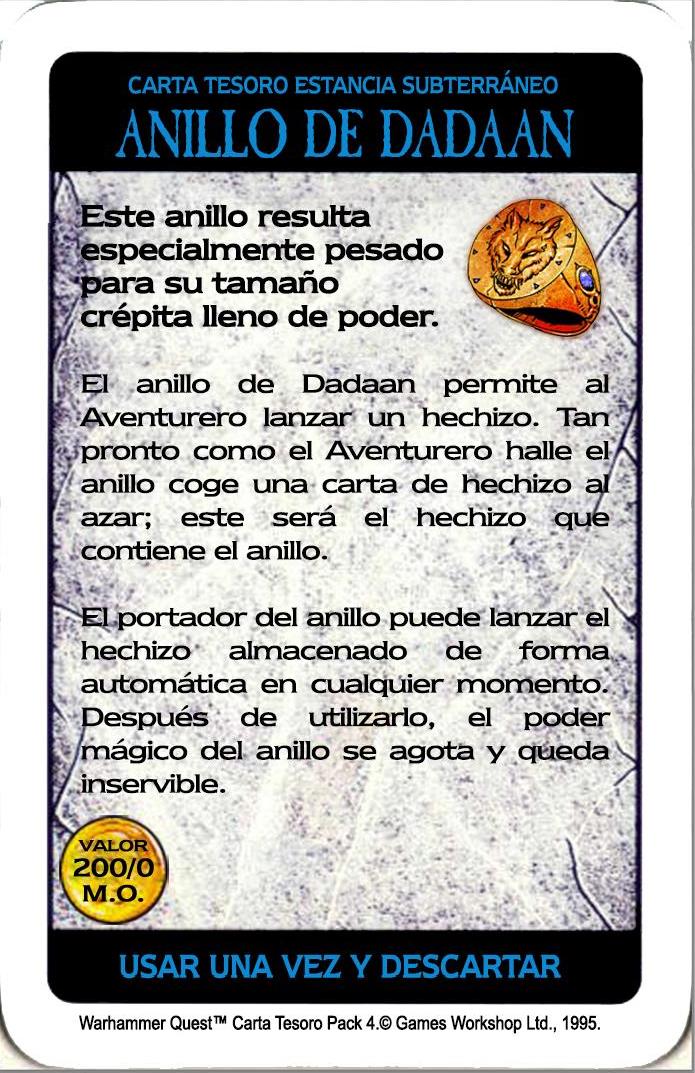 CARTA TESORO ESTANCIA SUBTERRÁNEO
ANILLO DE DADAAN
Este anillo resulta
especialmente pesado
para su tamaño
crépita lleno de poder.
El anillo de Dadaan permite al
Aventurero lanzar un hechizo. Tan
pronto como el Aventurero halle el
anillo coge una carta de hechizo al
azar; este será el hechizo que
contiene el anillo.
El portador del anillo puede lanzar el
hechizo almacenado de forma
automática en cualquier momento.
Después de utilizarlo, el poder
mágico del anillo se agota y queda
inservible.
VALOR
200/0
M.O.
USAR UNA VEZ Y DESCARTAR
Warhammer Quest™ Carta Tesoro Pack 4.© Games Workshop Ltd., 1995.